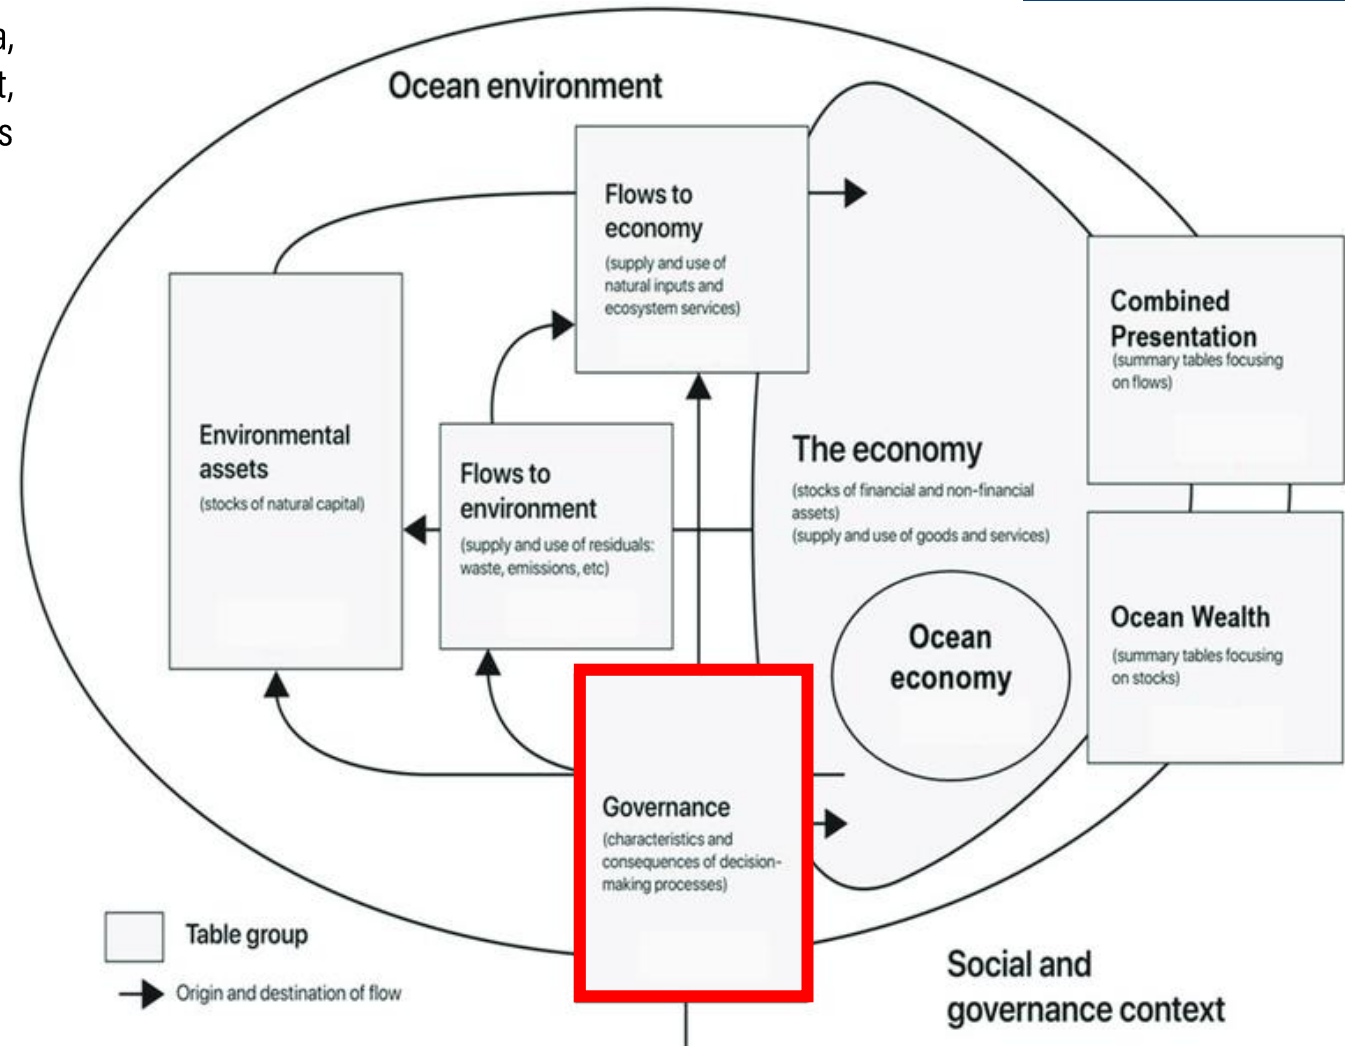 a,
t,
s
Ocean environment
Flows to
economy
(supply and use of
natural inputs and
ecosystem services)
Combined
Presentation
(summary tables focusing
on flows)
Environmental
assets
(stocks of natural capital)
Flows to
environment
(supply and use of residuals:
waste, emissions, etc)
The economy
(stocks of financial and non-financial
assets)
(supply and use of goods and services)
Ocean
economy
Ocean Wealth
(summary tables focusing
on stocks)
Governance
(characteristics and
consequences of decision-
making processes)
Table group
Origin and destination of flow
Social and
governance context